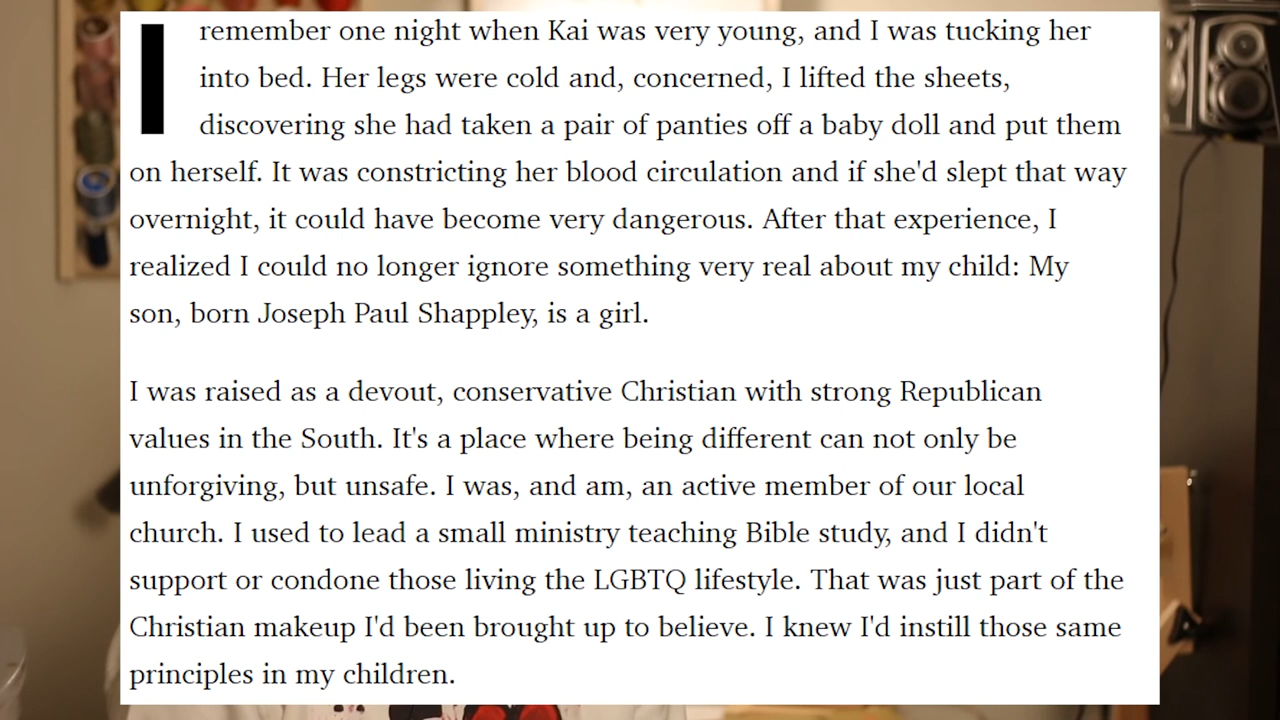 I remember one night when Kai was very young, and I was tucking her
into bed. Her legs were cold and, concerned, I lifted the sheets,
discovering she had taken a pair of panties off a baby doll and put them
on herself. It was constricting her blood circulation and if she'd slept that way
overnight, it could have become very dangerous. After that experience, I
realized I could no longer ignore something very real about my child: My
son, born Joseph Paul Shappley, is a girl.
I was raised as a devout, conservative Christian with strong Republican
values in the South. It's a place where being different can not only be
unforgiving, but unsafe. I was, and am, an active member of our local
church. I used to lead a small ministry teaching Bible study, and I didn't
support or condone those living the LGBTQ lifestyle. That was just part of the
Christian makeup I'd been brought up to believe. I knew I'd instill those same
principles in my children.